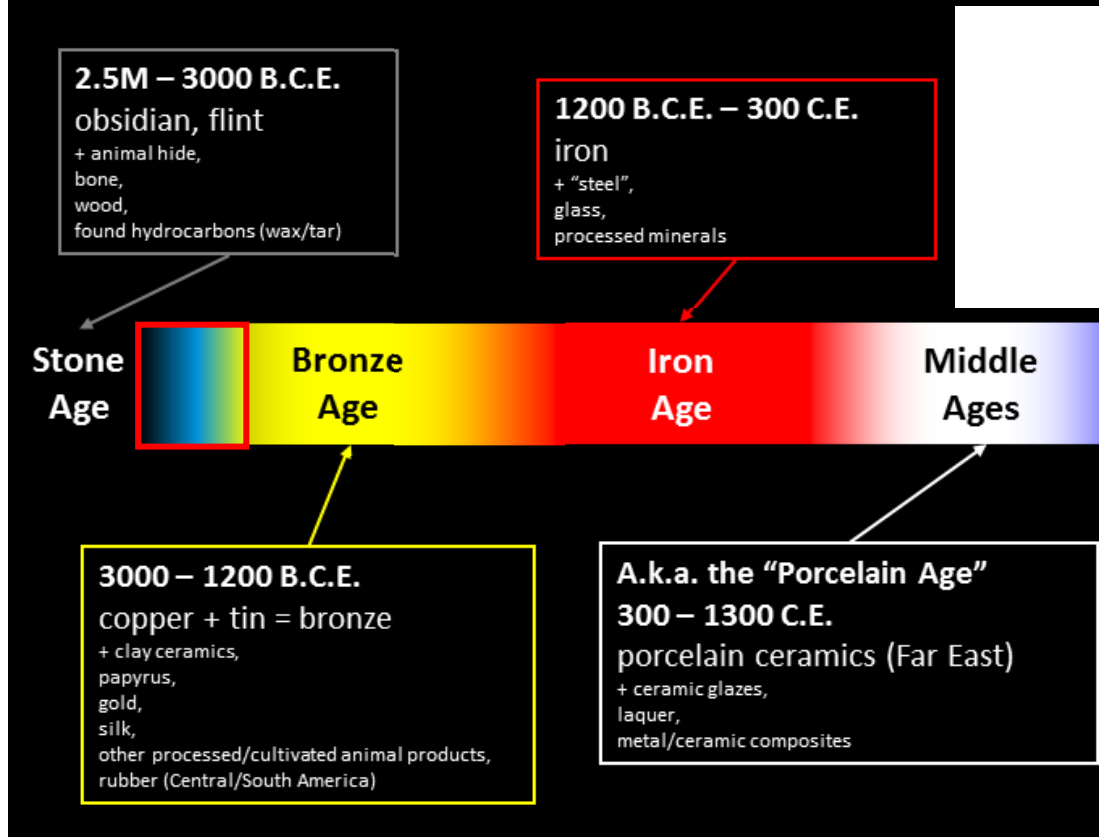 2.5M – 3000 B.C.E.
obsidian, flint
+ animal hide,
bone,
wood,
found hydrocarbons (wax/tar)
1200 B.C.E. – 300 C.E.
iron
+ “steel”,
glass,
processed minerals
Stone
Age
Bronze
Age
Iron
Age
Middle
Ages
3000 – 1200 B.C.E.
copper + tin = bronze
+ clay ceramics,
papyrus,
gold,
silk,
other processed/cultivated animal products,
rubber (Central/South America)
A.k.a. the “Porcelain Age”
300 – 1300 C.E.
porcelain ceramics (Far East)
+ ceramic glazes,
laquer,
metal/ceramic composites